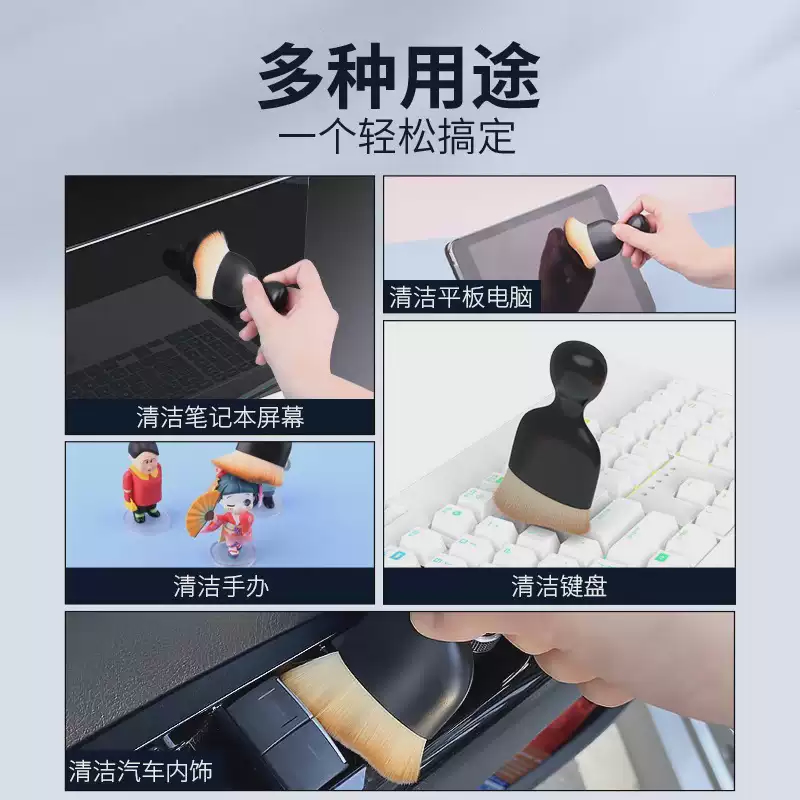 多种用途
一个轻松搞定
清洁笔记本屏幕
清洁平板电脑
清洁手办
清洁键盘
清洁汽车内饰